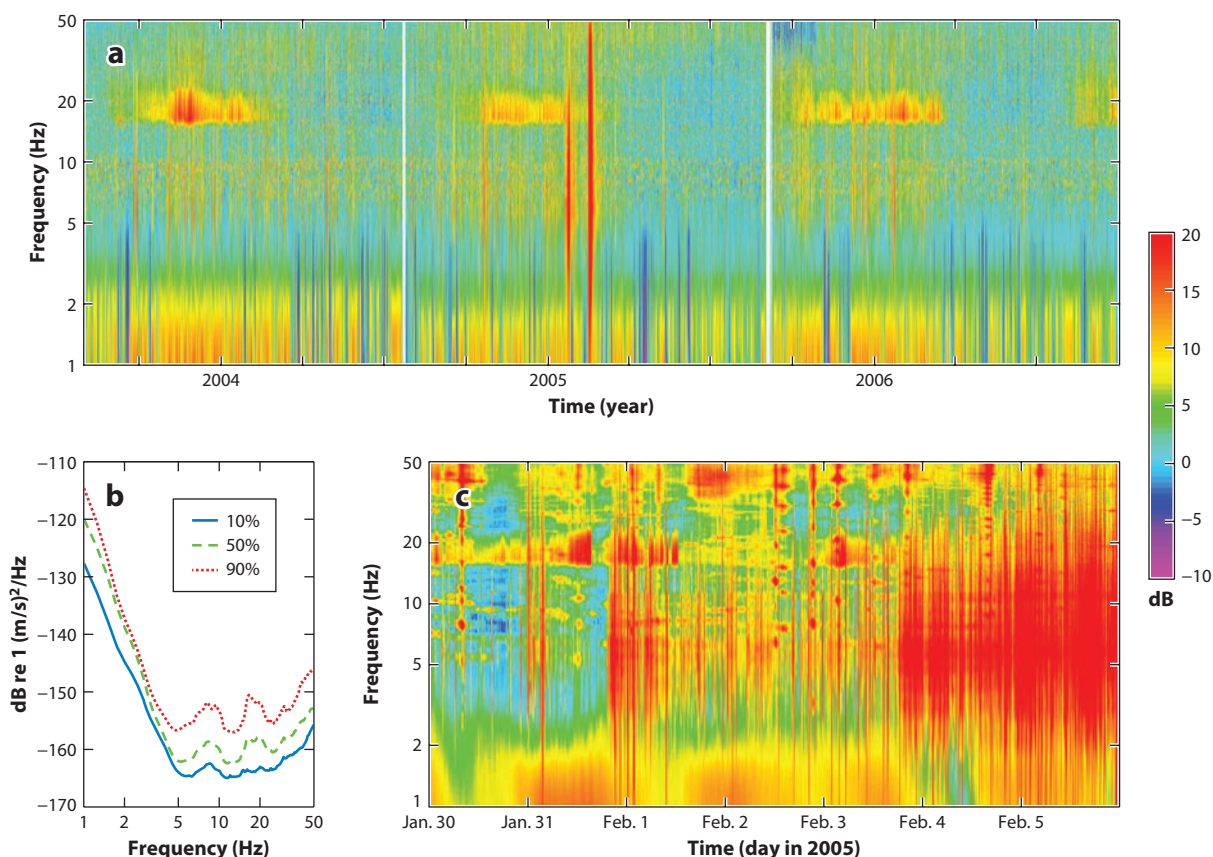 a
Frequency (Hz)
50
20
10
5
2
1
2004
2005
2006
Time (year)
20
15
10
5
0
−5
−10
dB
b
dB re 1 (m/s)²/Hz
−110
−120
−130
−140
−150
−160
−170
10%
50%
90%
1
2
5
10
20
50
Frequency (Hz)
c
Frequency (Hz)
50
20
10
5
2
1
Jan. 30
Jan. 31
Feb. 1
Feb. 2
Feb. 3
Feb. 4
Feb. 5
Time (day in 2005)